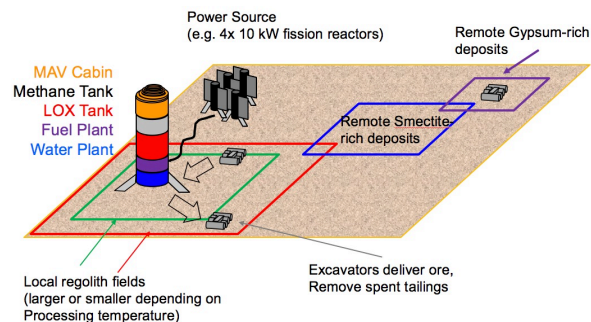 Power Source
(e.g. 4x 10 kW fission reactors)
Remote Gypsum-rich
deposits
MAV Cabin
Methane Tank
LOX Tank
Fuel Plant
Water Plant
Remote Smectite-
rich deposits
Local regolith fields
(larger or smaller depending on
Processing temperature)
Excavators deliver ore,
Remove spent tailings